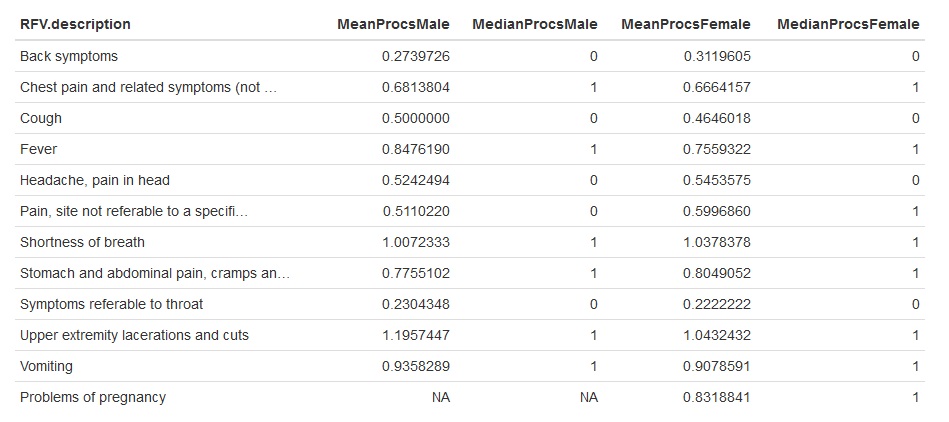 RFV.description MeanProcsMale MedianProcsMale MeanProcsFemale MedianProcsFemale
Back symptoms 0.2739726 0 0.3119605 0
Chest pain and related symptoms (not ... 0.6813804 1 0.6664157 1
Cough 0.5000000 0 0.4646018 0
Fever 0.8476190 1 0.7559322 1
Headache, pain in head 0.5242494 0 0.5453575 0
Pain, site not referable to a specifi... 0.5110220 0 0.5996860 1
Shortness of breath 1.0072333 1 1.0378378 1
Stomach and abdominal pain, cramps an... 0.7755102 1 0.8049052 1
Symptoms referable to throat 0.2304348 0 0.2222222 0
Upper extremity lacerations and cuts 1.1957447 1 1.0432432 1
Vomiting 0.9358289 1 0.9078591 1
Problems of pregnancy NA NA 0.8318841 1